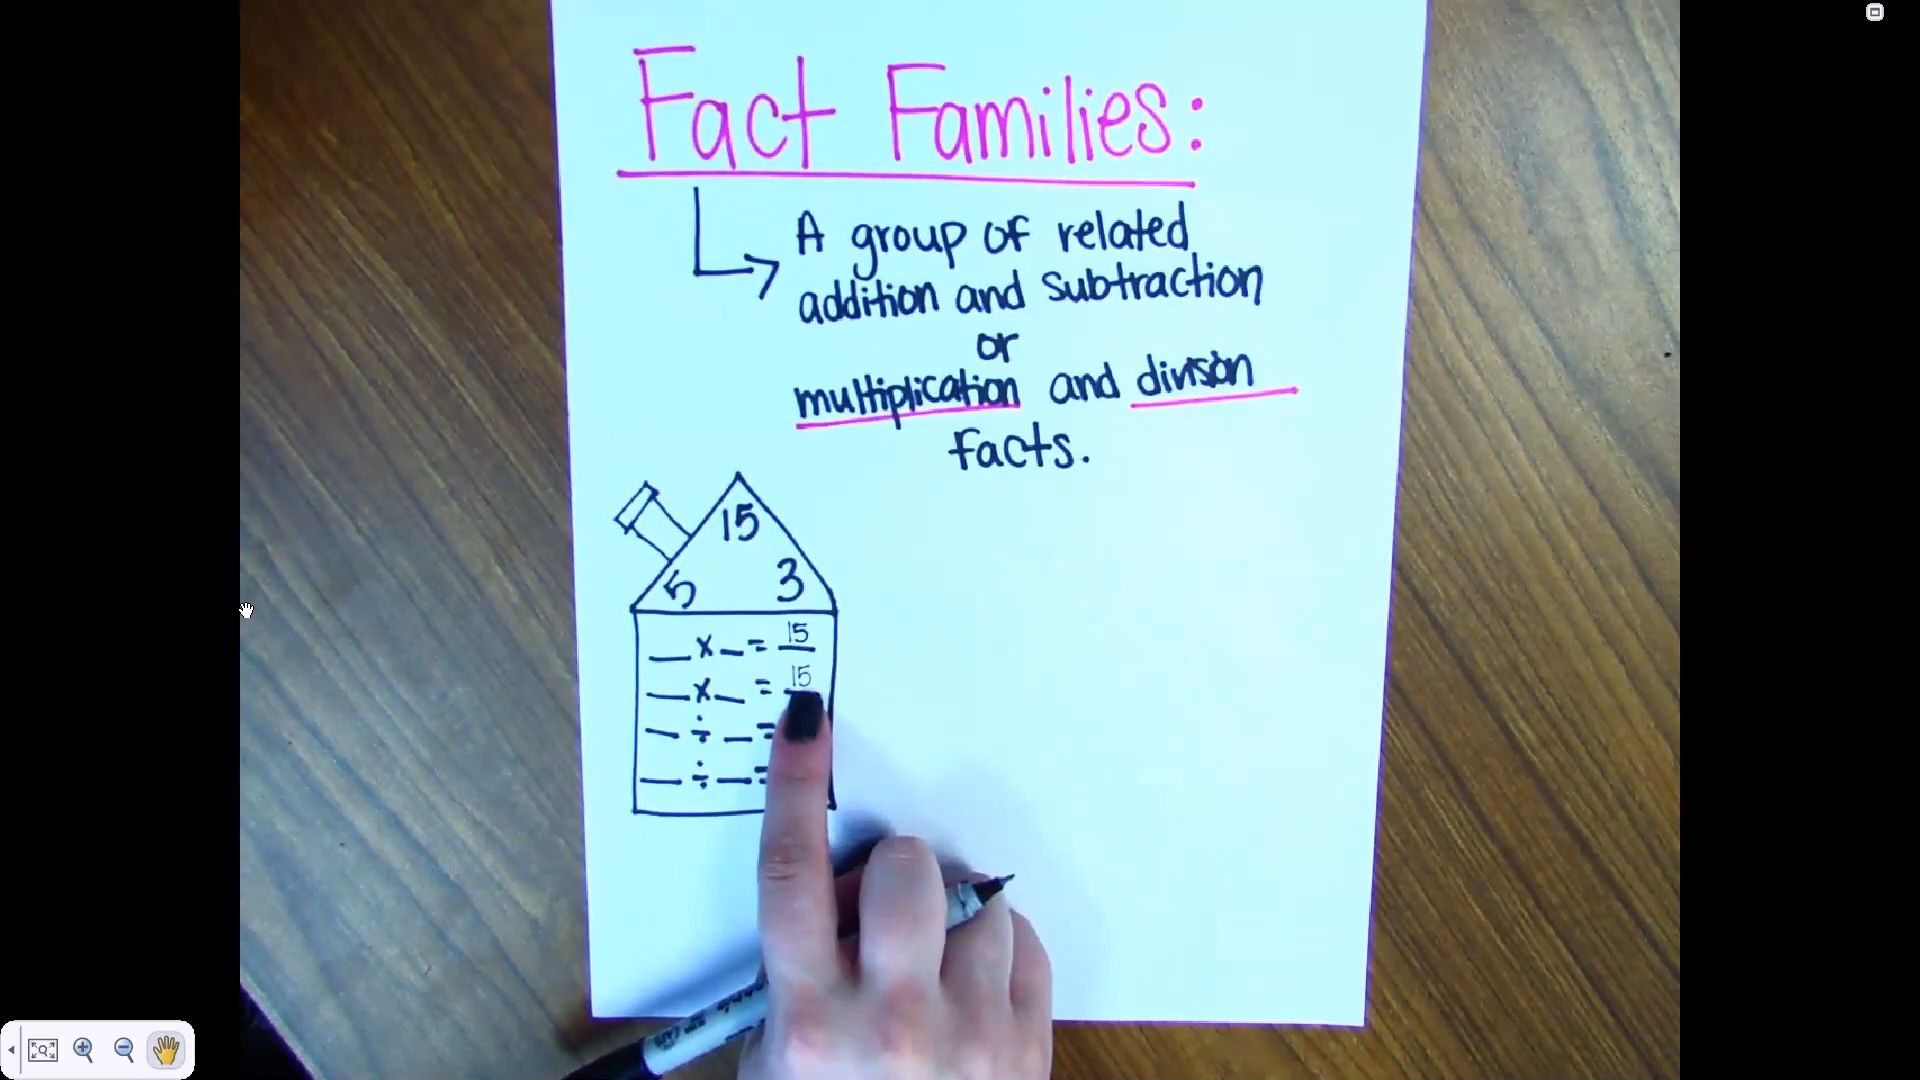 Fact Families:
A group of related
addition and subtraction
or
multiplication and division
facts.
15
5 3
__ x __ = 15
__ x __ = 15
__ ÷ __ =
__ ÷ __ =